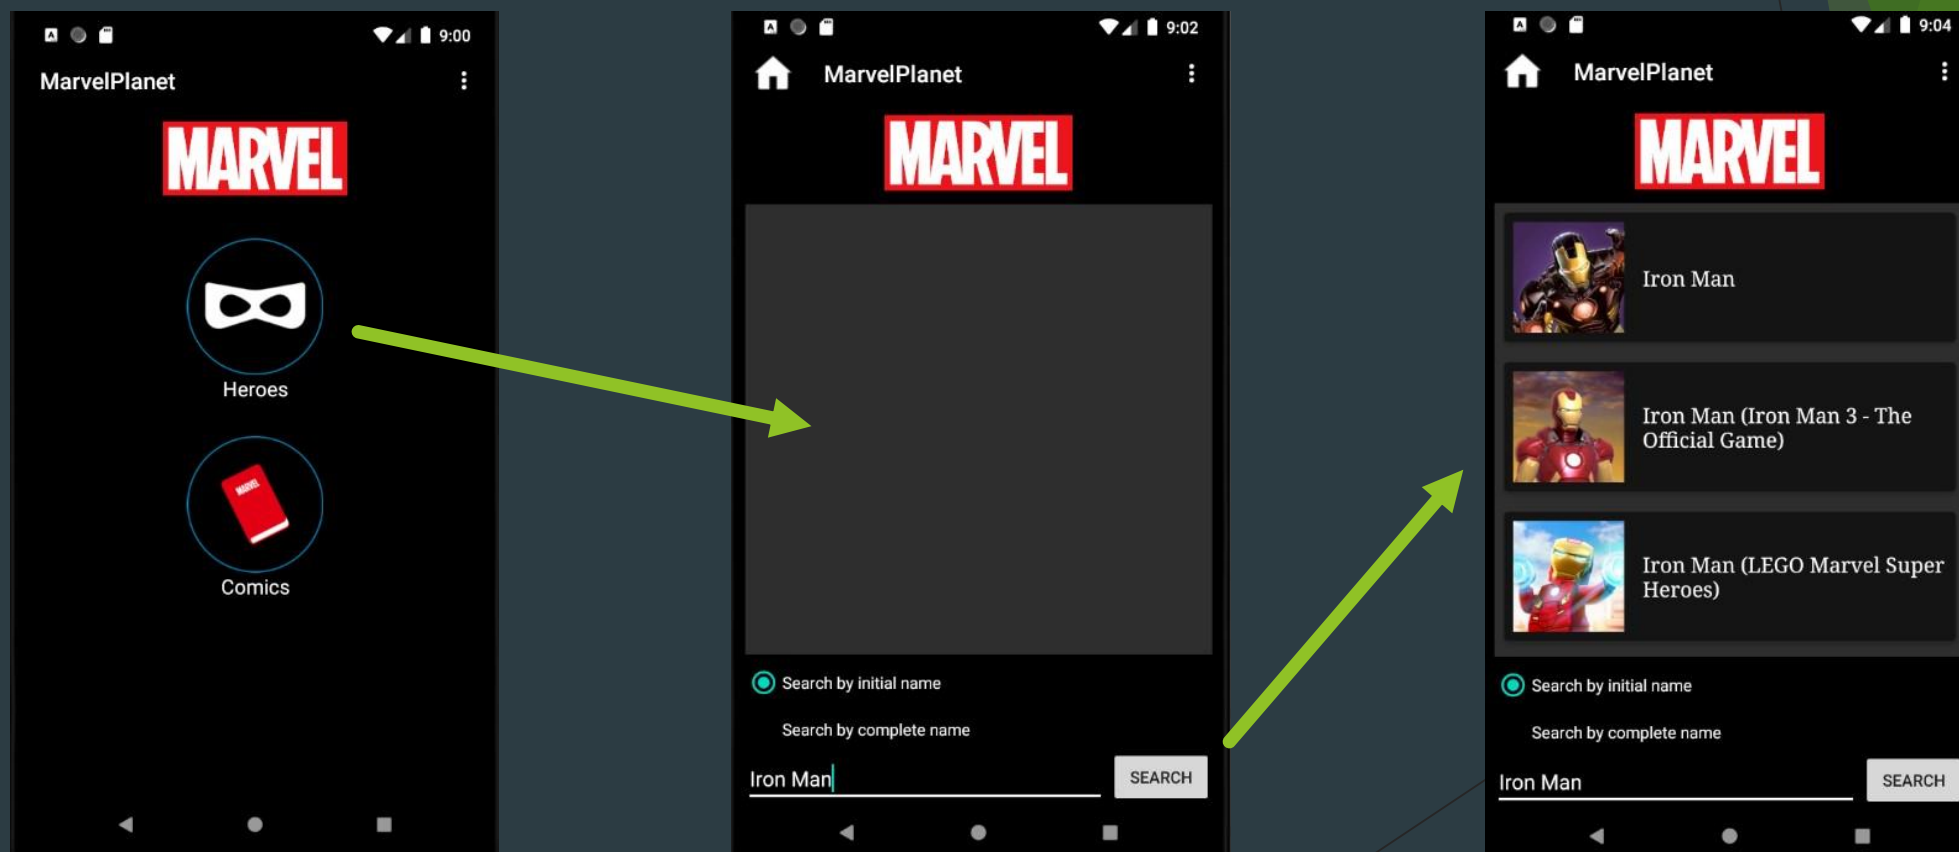 9:00
MarvelPlanet
MARVEL
Heroes
MARVEL
Comics
9:02
MarvelPlanet
MARVEL
Search by initial name
Search by complete name
Iron Man
SEARCH
9:04
MarvelPlanet
MARVEL
Iron Man
Iron Man (Iron Man 3 - The
Official Game)
Iron Man (LEGO Marvel Super
Heroes)
Search by initial name
Search by complete name
Iron Man
SEARCH